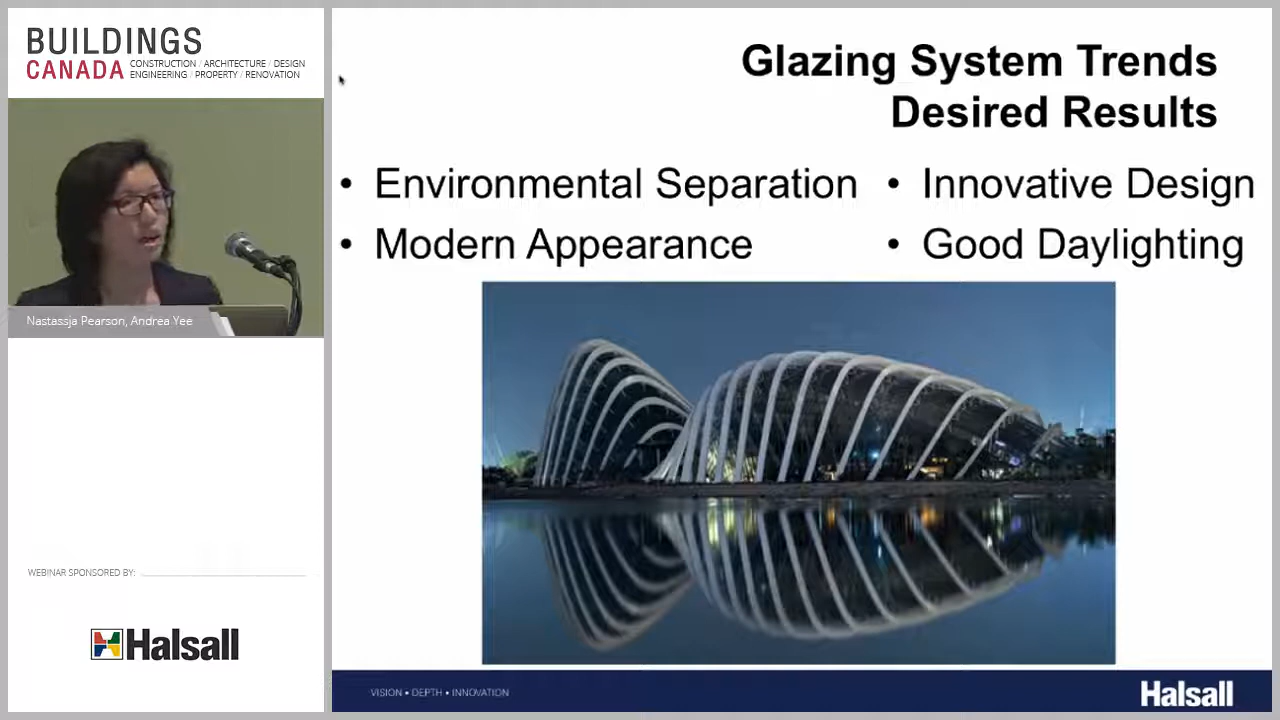 BUILDINGS
CANADA
CONSTRUCTION / ARCHITECTURE / DESIGN
ENGINEERING / PROPERTY / RENOVATION
Nastassja Pearson, Andrea Yee
WEBINAR SPONSORED BY:
Halsall
Glazing System Trends
Desired Results
• Environmental Separation
• Modern Appearance
• Innovative Design
• Good Daylighting
VISION • DEPTH • INNOVATION
Halsall